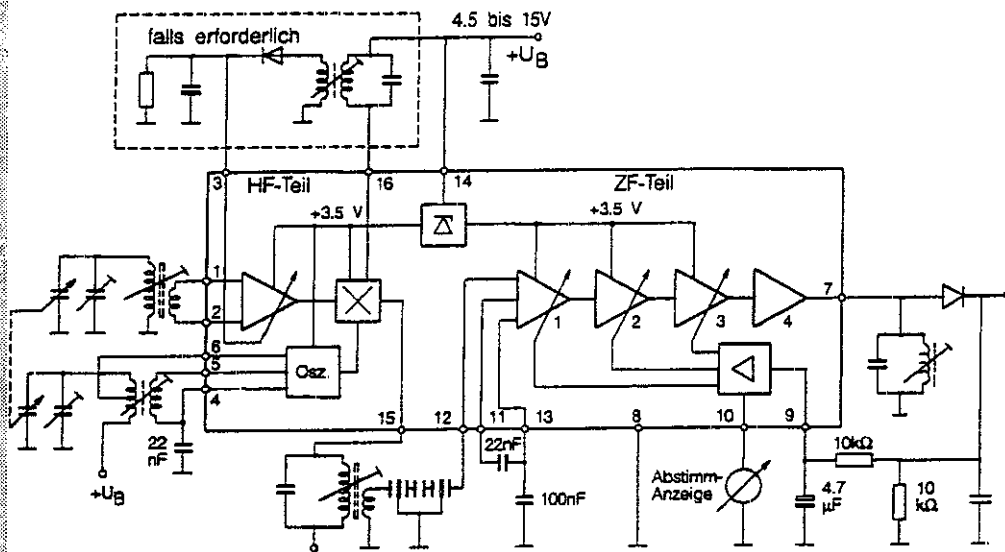 4.5 bis 15V
+UB
falls erforderlich
3
HF-Teil
16
14
ZF-Teil
+3.5 V
+3.5 V
1
2
1
2
3
4
7
6
5
4
Osz.
15
12
11
13
8
10
9
22
nF
+UB
22nF
100nF
Abstimm-
Anzeige
10kΩ
4.7
µF
10
kΩ